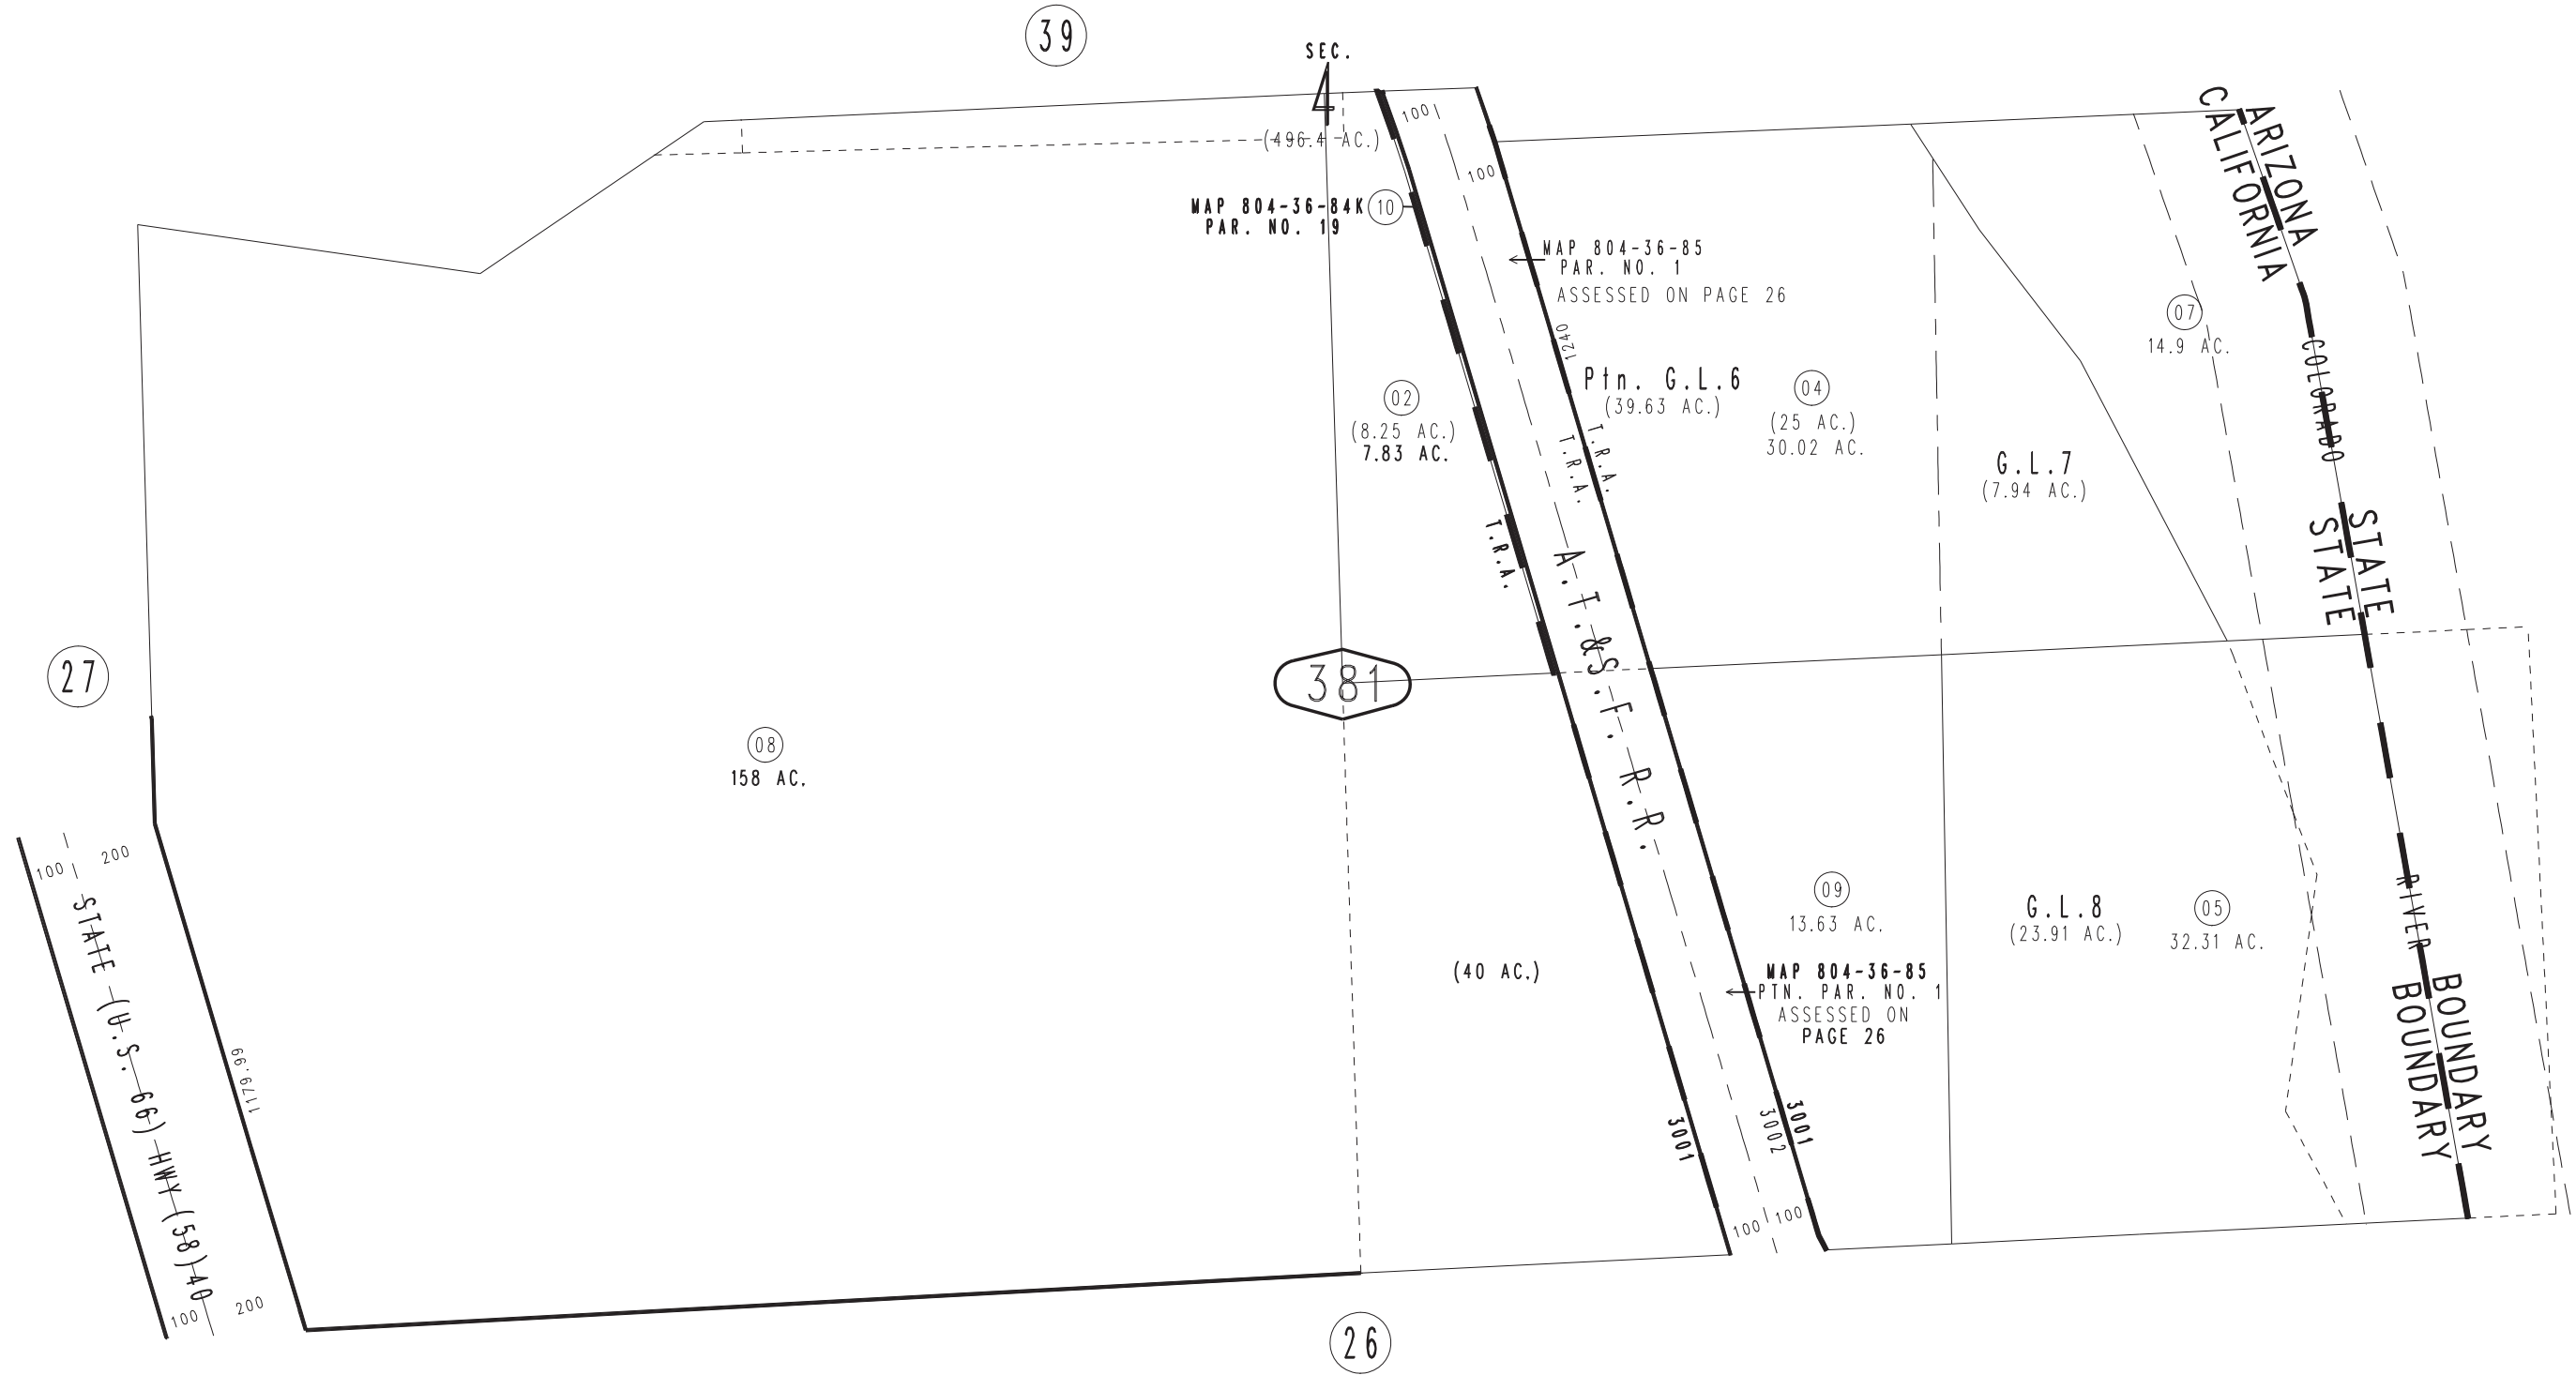 39
SEC.
4
(496.4 AC.)
100
100
MAP 804-36-84K
PAR. NO. 19
10
MAP 804-36-85
PAR. NO. 1
ASSESSED ON PAGE 26
1240
Ptn. G.L.6
(39.63 AC.)
02
(8.25 AC.)
7.83 AC.
04
(25 AC.)
30.02 AC.
07
14.9 AC.
G.L.7
(7.94 AC.)
ARIZONA
CALIFORNIA
COLORADO
STATE
STATE
T.R.A.
T.R.A.
T.R.A.
A.T.&S.F. R.R.
27
381
08
158 AC.
100
200
STATE (U.S. 66) HWY (58)40
1179.99
100
200
(40 AC.)
09
13.63 AC.
MAP 804-36-85
PTN. PAR. NO. 1
ASSESSED ON
PAGE 26
G.L.8
(23.91 AC.)
05
32.31 AC.
RIVER
BOUNDARY
BOUNDARY
3001
3002
3001
100
100
26